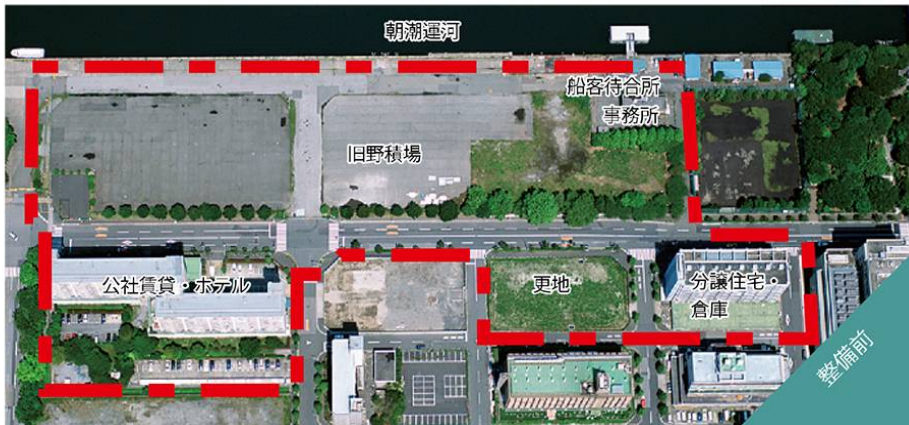 朝潮運河
船客待合所
事務所
旧野積場
公社賃貸・ホテル
更地
分譲住宅・
倉庫
整備前